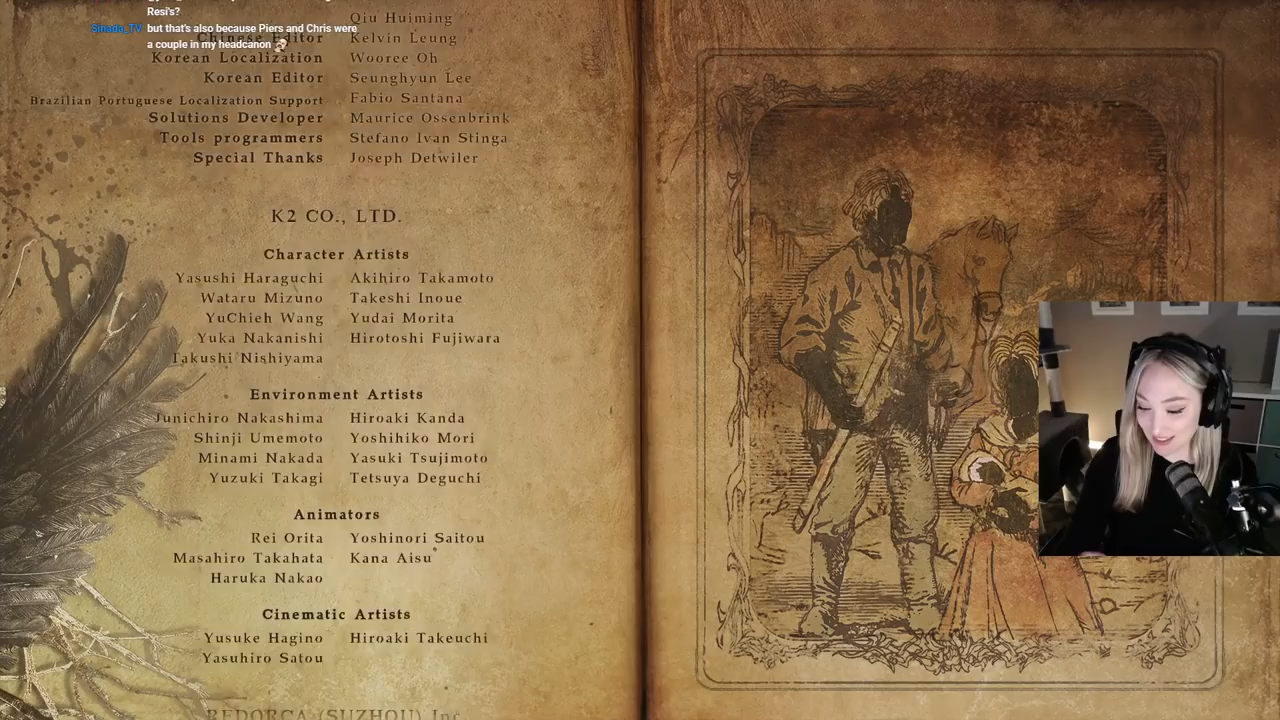 Resi's?
Sinada_TV but that's also because Piers and Chris were
a couple in my headcanon
Qiu Huiming
Chinese Editor Kelvin Leung
Korean Localization Wooree Oh
Korean Editor Seunghyun Lee
Brazilian Portuguese Localization Support Fabio Santana
Solutions Developer Maurice Ossenbrink
Tools programmers Stefano Ivan Stinga
Special Thanks Joseph Detwiler
K2 CO., LTD.
Character Artists
Yasushi Haraguchi Akihiro Takamoto
Wataru Mizuno Takeshi Inoue
YuChieh Wang Yudai Morita
Yuka Nakanishi Hirotoshi Fujiwara
Takushi Nishiyama
Environment Artists
Junichiro Nakashima Hiroaki Kanda
Shinji Umemoto Yoshihiko Mori
Minami Nakada Yasuki Tsujimoto
Yuzuki Takagi Tetsuya Deguchi
Animators
Rei Orita Yoshinori Saitou
Masahiro Takahata Kana Aisu
Haruka Nakao
Cinematic Artists
Yusuke Hagino Hiroaki Takeuchi
Yasuhiro Satou
REDORCA (SUZHOU) Inc.